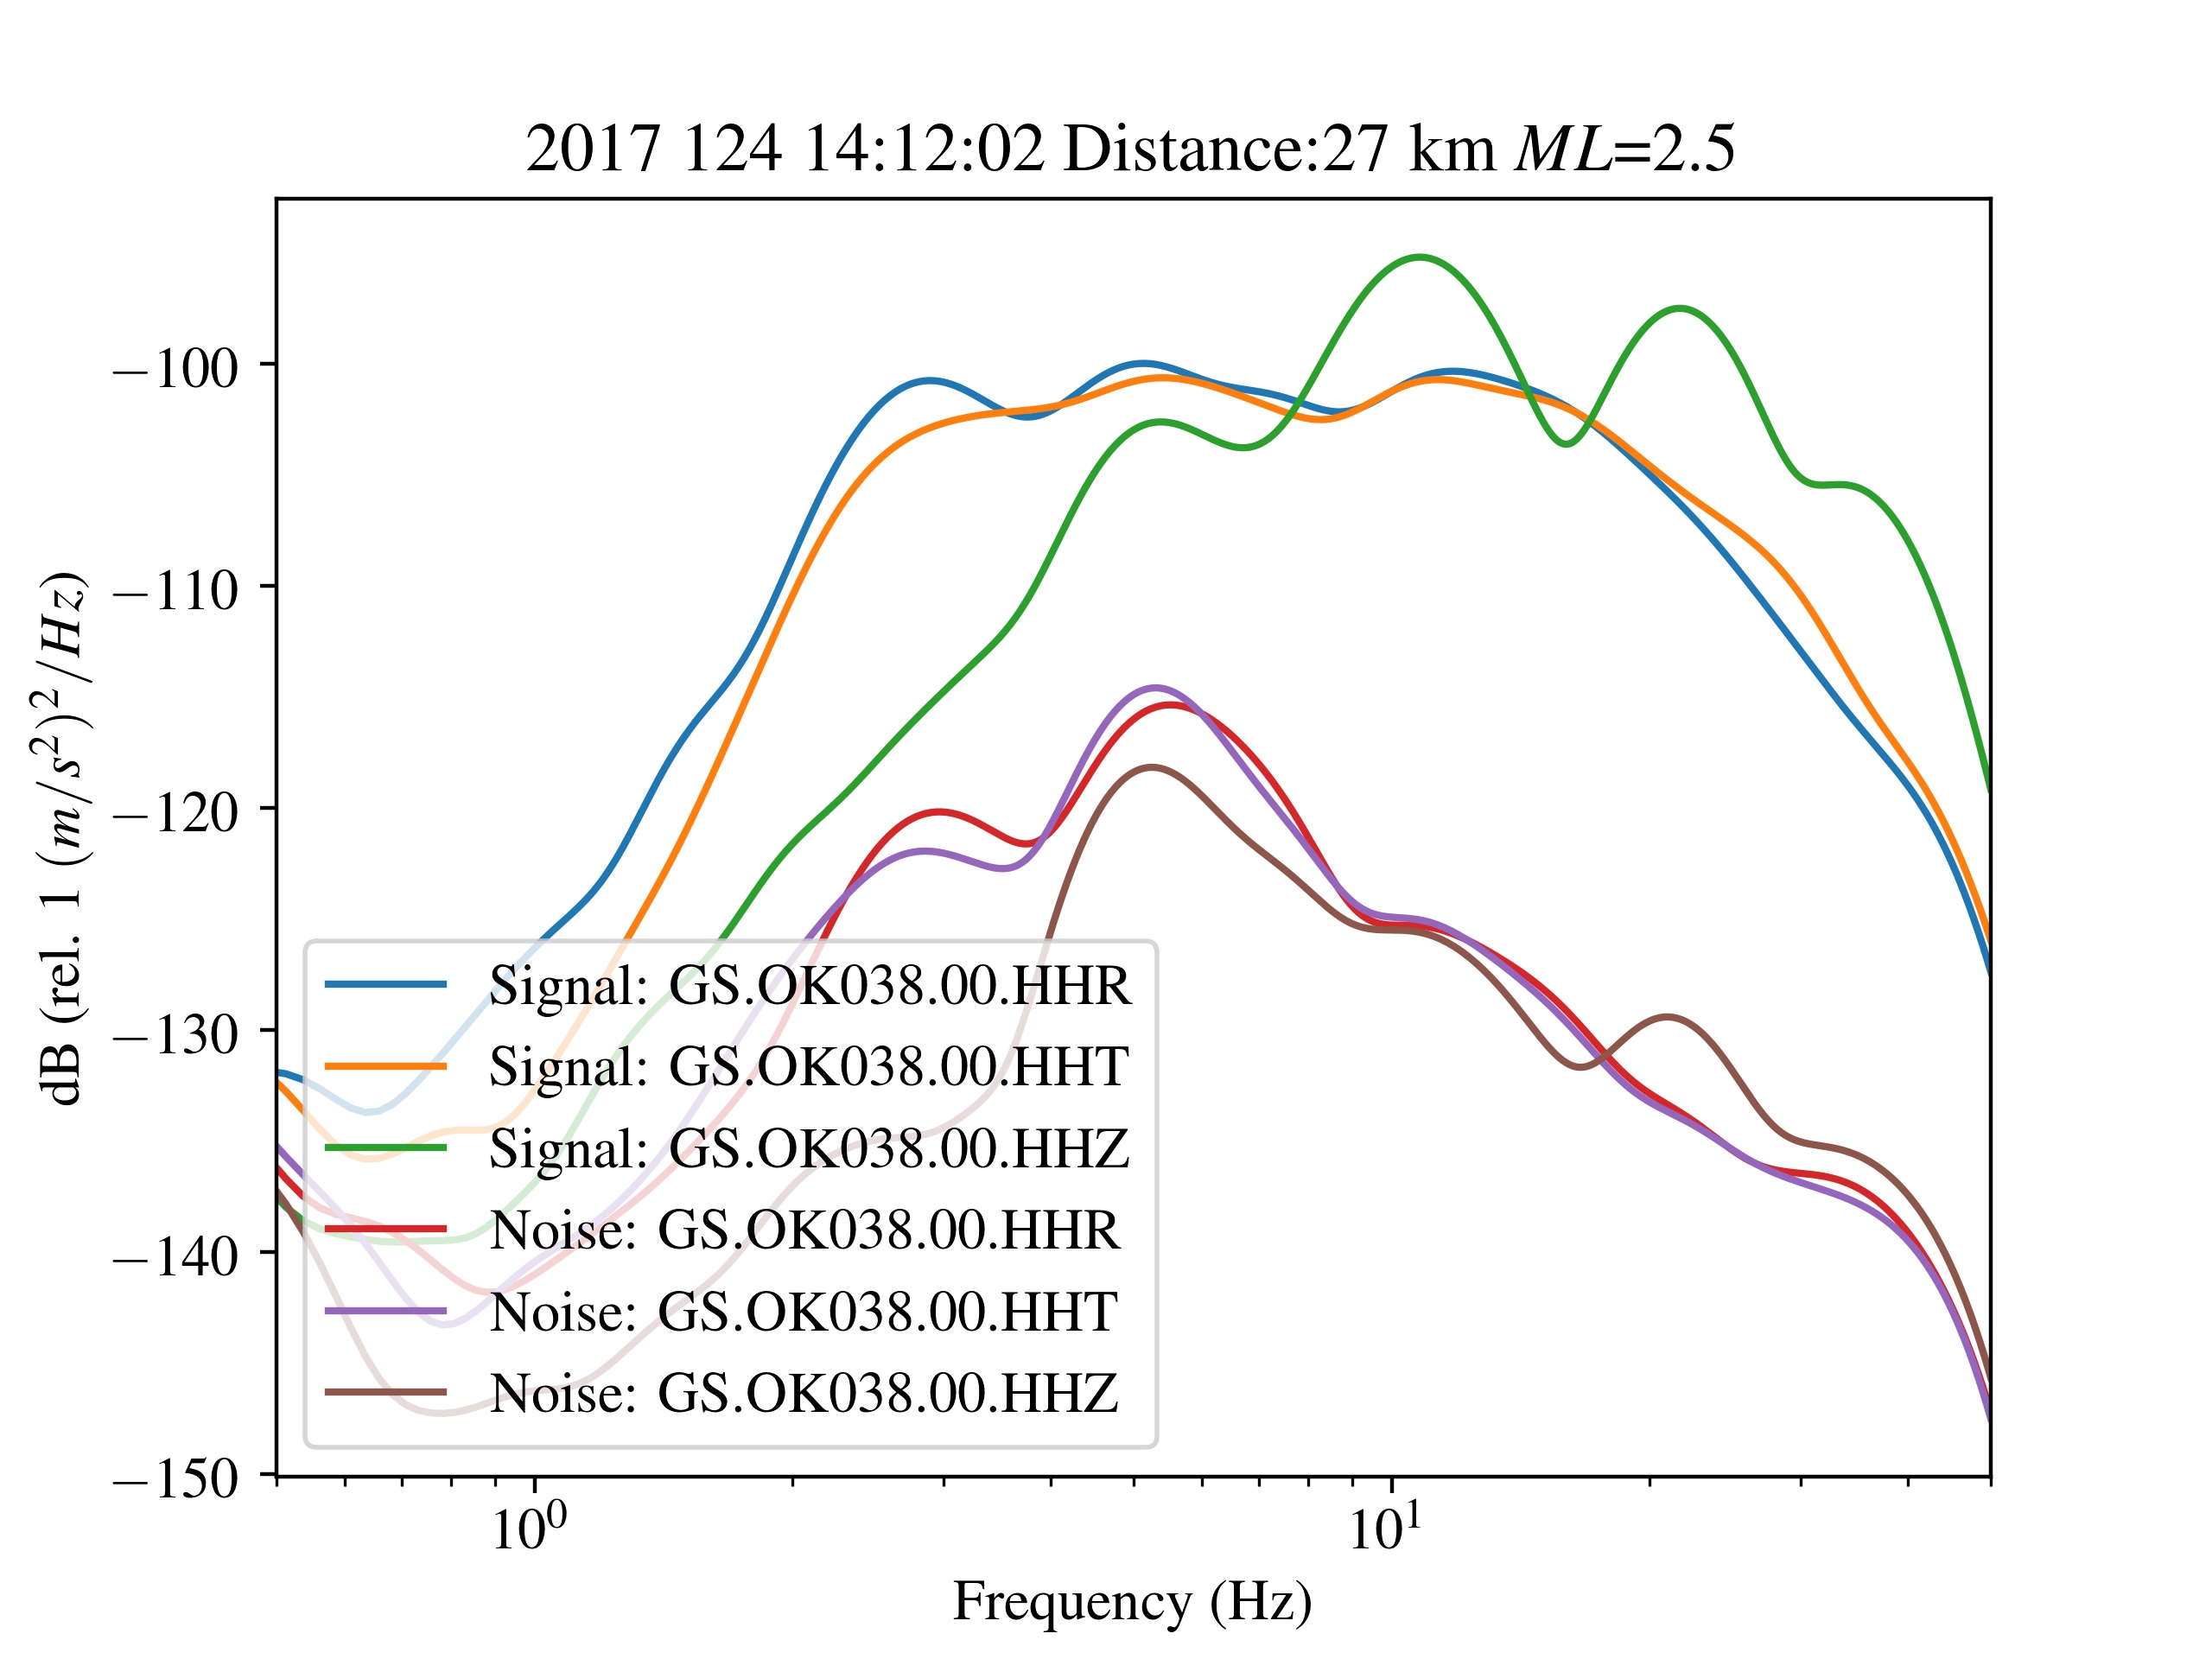 2017 124 14:12:02 Distance:27 km ML=2.5
dB (rel. 1 (m/s²)²/Hz)
−100
−110
−120
−130
−140
−150
Signal: GS.OK038.00.HHR
Signal: GS.OK038.00.HHT
Signal: GS.OK038.00.HHZ
Noise: GS.OK038.00.HHR
Noise: GS.OK038.00.HHT
Noise: GS.OK038.00.HHZ
10⁰ 10¹
Frequency (Hz)